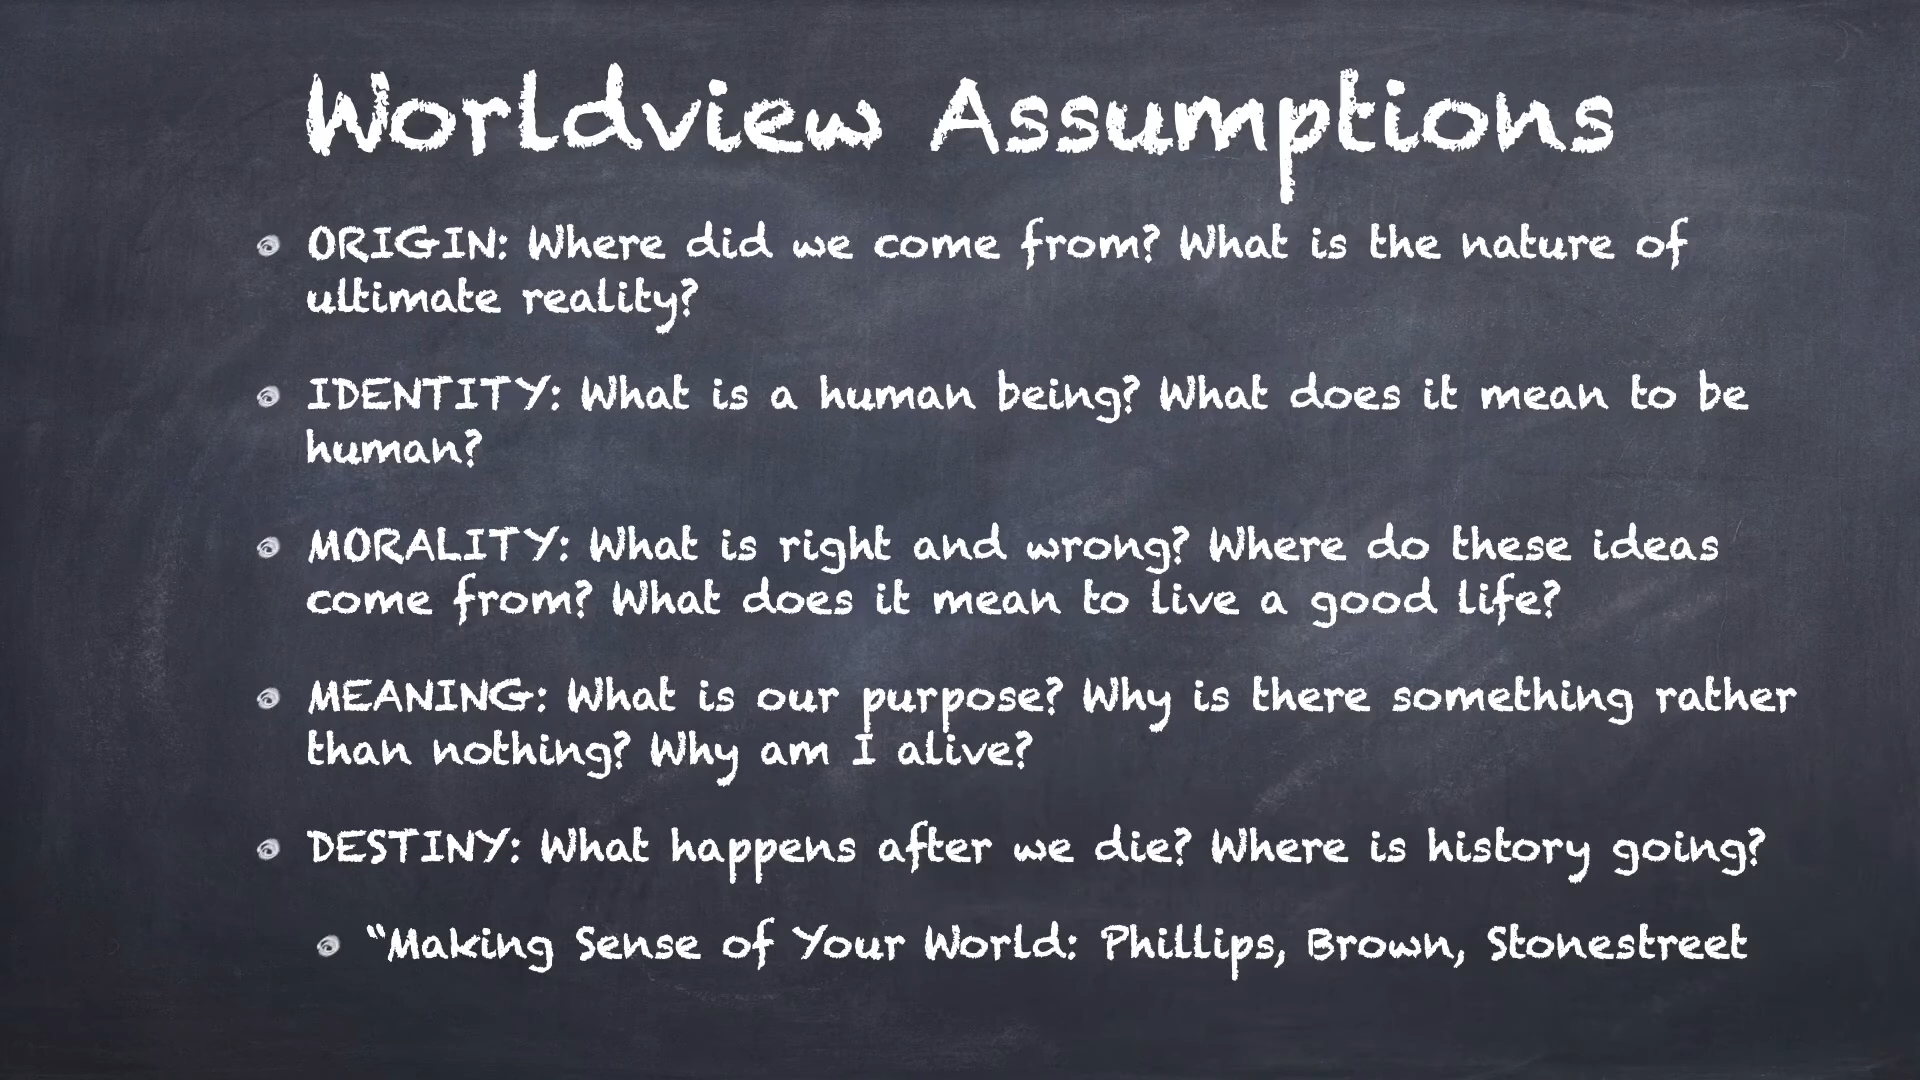 Worldview Assumptions
ORIGIN: Where did we come from? What is the nature of
ultimate reality?
IDENTITY: What is a human being? What does it mean to be
human?
MORALITY: What is right and wrong? Where do these ideas
come from? What does it mean to live a good life?
MEANING: What is our purpose? Why is there something rather
than nothing? Why am I alive?
DESTINY: What happens after we die? Where is history going?
“Making Sense of Your World: Phillips, Brown, Stonestreet